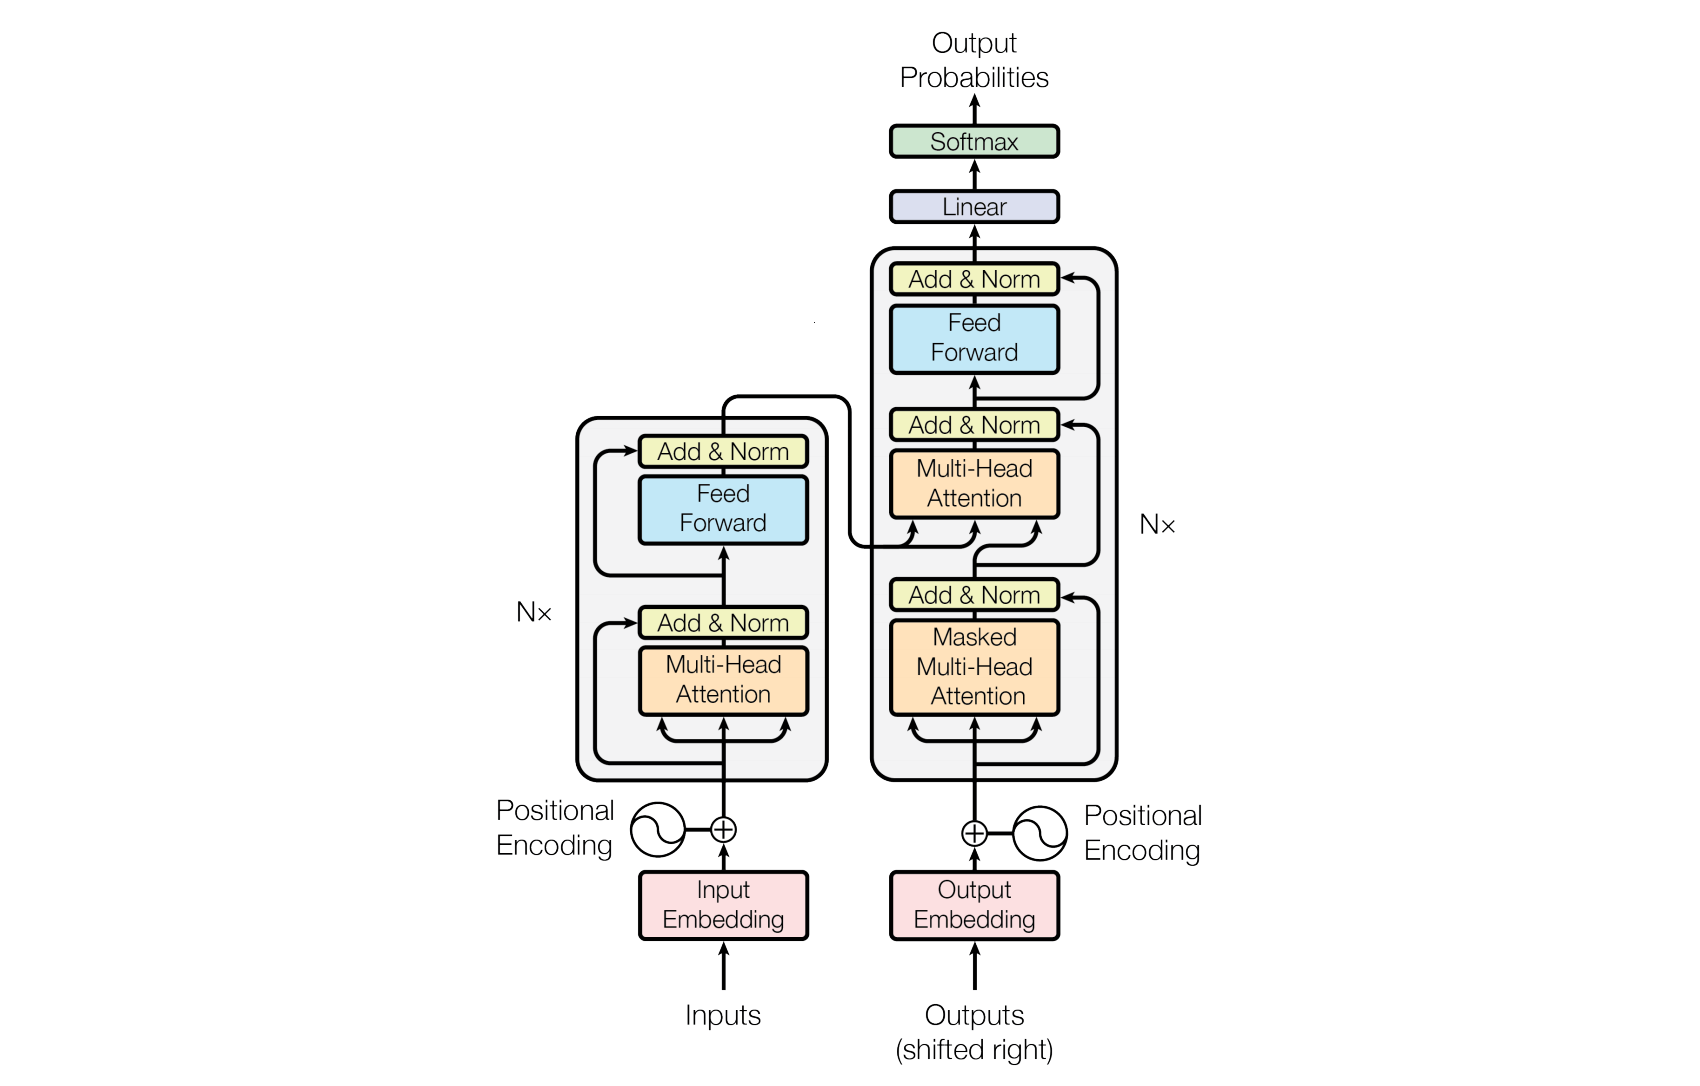 Output
Probabilities
Softmax
Linear
Add & Norm
Feed
Forward
Add & Norm
Multi-Head
Attention
Add & Norm
Masked
Multi-Head
Attention
N×
Add & Norm
Feed
Forward
Add & Norm
Multi-Head
Attention
N×
Positional
Encoding
Positional
Encoding
Input
Embedding
Output
Embedding
Inputs
Outputs
(shifted right)